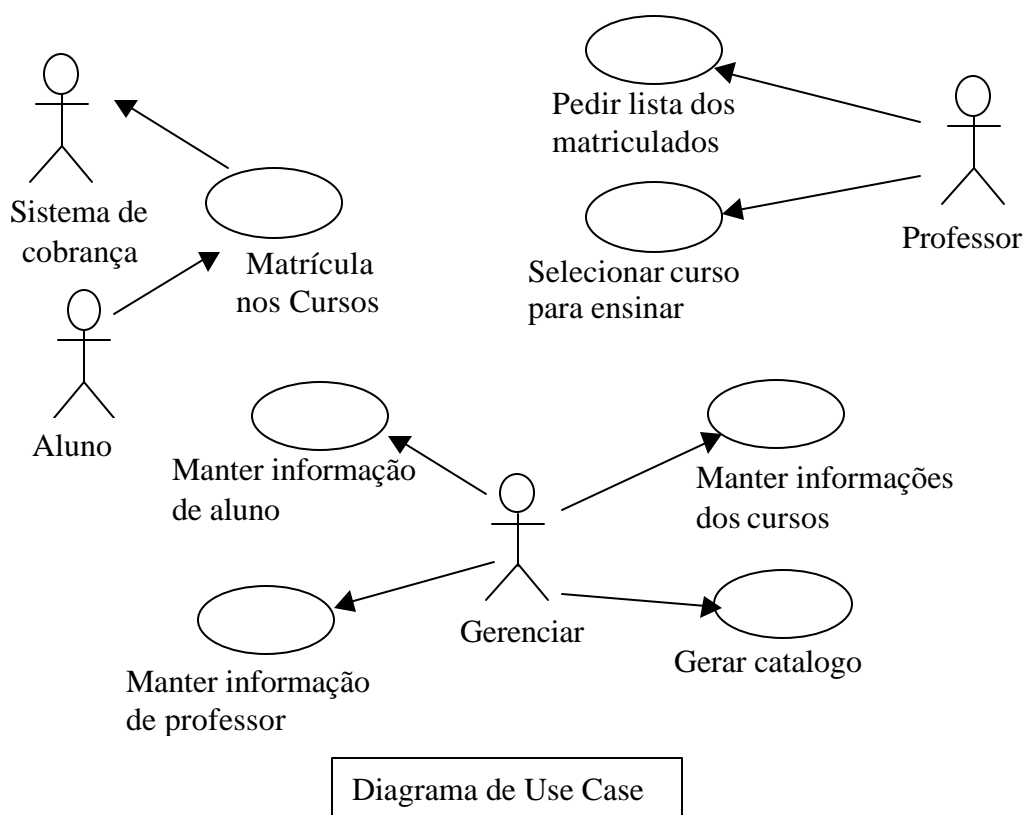 Pedir lista dos
matriculados
Sistema de
cobrança
Matrícula
nos Cursos
Professor
Selecionar curso
para ensinar
Aluno
Manter informação
de aluno
Manter informações
dos cursos
Gerenciar
Gerar catalogo
Manter informação
de professor
Diagrama de Use Case